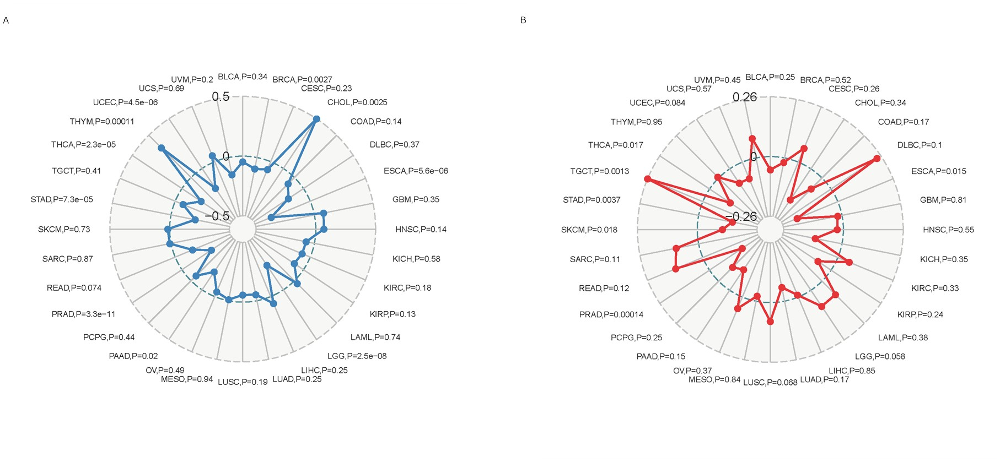 A
BLCA,P=0.34
BRCA,P=0.0027
CESC,P=0.23
CHOL,P=0.0025
COAD,P=0.14
DLBC,P=0.37
ESCA,P=5.6e−06
GBM,P=0.35
HNSC,P=0.14
KICH,P=0.58
KIRC,P=0.18
KIRP,P=0.13
LAML,P=0.74
LGG,P=2.5e−08
LIHC,P=0.25
LUAD,P=0.25
LUSC,P=0.19
MESO,P=0.94
OV,P=0.49
PAAD,P=0.02
PCPG,P=0.44
PRAD,P=3.3e−11
READ,P=0.074
SARC,P=0.87
SKCM,P=0.73
STAD,P=7.3e−05
TGCT,P=0.41
THCA,P=2.3e−05
THYM,P=0.00011
UCEC,P=4.5e−06
UCS,P=0.69
UVM,P=0.2
0.5
0
−0.5
B
BLCA,P=0.25
BRCA,P=0.52
CESC,P=0.26
CHOL,P=0.34
COAD,P=0.17
DLBC,P=0.1
ESCA,P=0.015
GBM,P=0.81
HNSC,P=0.55
KICH,P=0.35
KIRC,P=0.33
KIRP,P=0.24
LAML,P=0.38
LGG,P=0.058
LIHC,P=0.85
LUAD,P=0.17
LUSC,P=0.068
MESO,P=0.84
OV,P=0.37
PAAD,P=0.15
PCPG,P=0.25
PRAD,P=0.00014
READ,P=0.12
SARC,P=0.11
SKCM,P=0.018
STAD,P=0.0037
TGCT,P=0.0013
THCA,P=0.017
THYM,P=0.95
UCEC,P=0.084
UCS,P=0.57
UVM,P=0.45
0.26
0
−0.26